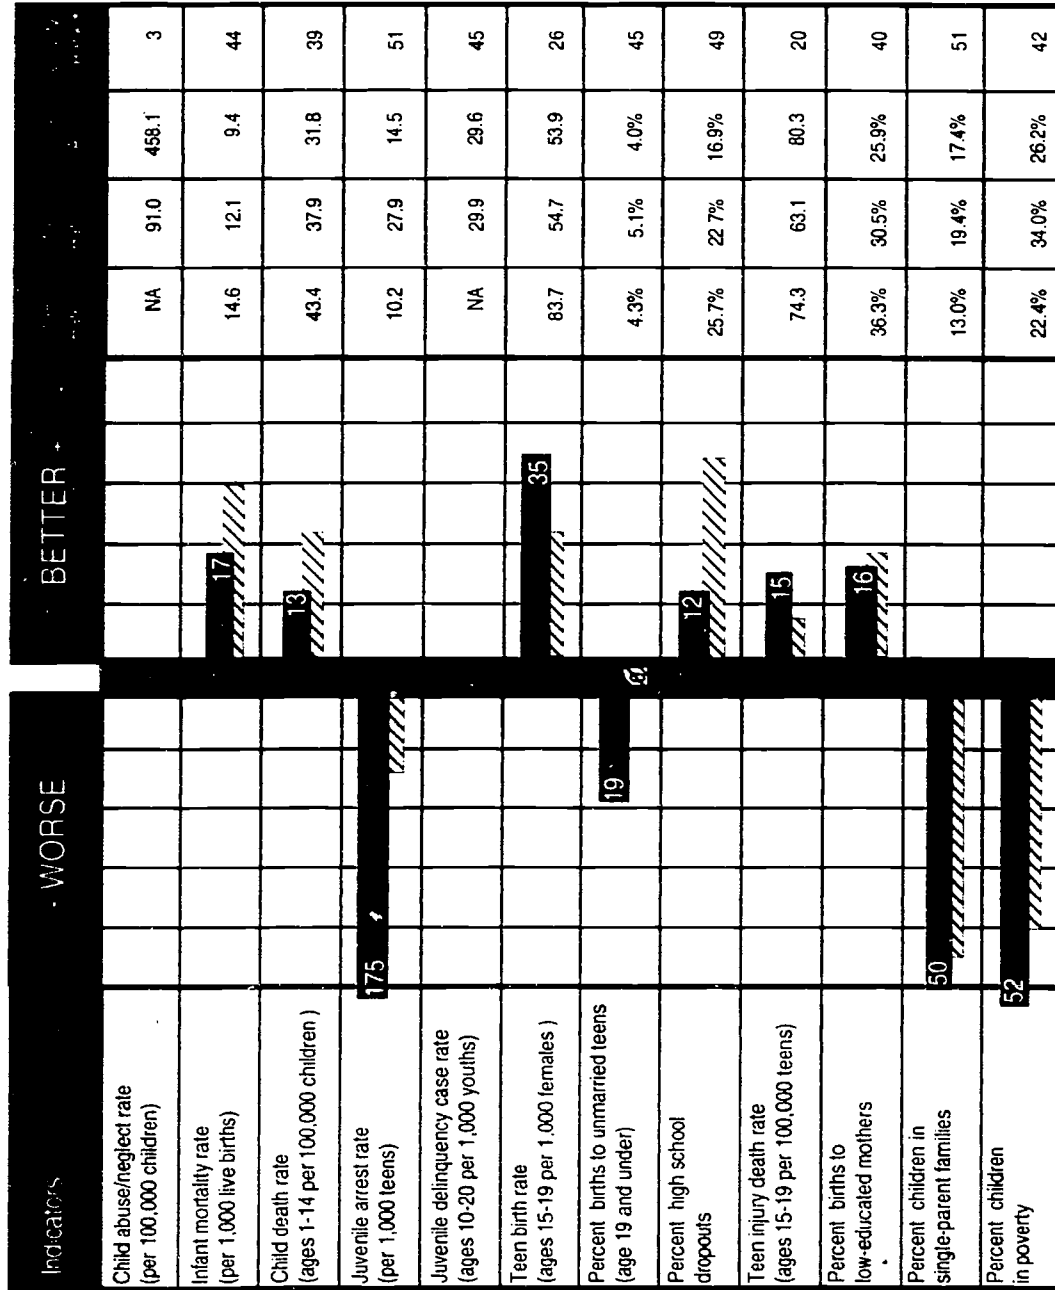 Indicators - WORSE BETTER +
Child abuse/neglect rate
(per 100,000 children) NA 91.0 458.1 3
Infant mortality rate
(per 1,000 live births) 17 14.6 12.1 9.4 44
Child death rate
(ages 1-14 per 100,000 children ) 13 43.4 37.9 31.8 39
Juvenile arrest rate
(per 1,000 teens) 175 10.2 27.9 14.5 51
Juvenile delinquency case rate
(ages 10-20 per 1,000 youths) NA 29.9 29.6 45
Teen birth rate
(ages 15-19 per 1,000 females ) 35 83.7 54.7 53.9 26
Percent births to unmarried teens
(age 19 and under) 19 4.3% 5.1% 4.0% 45
Percent high school
dropouts 12 25.7% 22 7% 16.9% 49
Teen injury death rate
(ages 15-19 per 100,000 teens) 15 74.3 63.1 80.3 20
Percent births to
low-educated mothers 16 36.3% 30.5% 25.9% 40
Percent children in
single-parent families 50 13.0% 19.4% 17.4% 51
Percent children
in poverty 52 22.4% 34.0% 26.2% 42